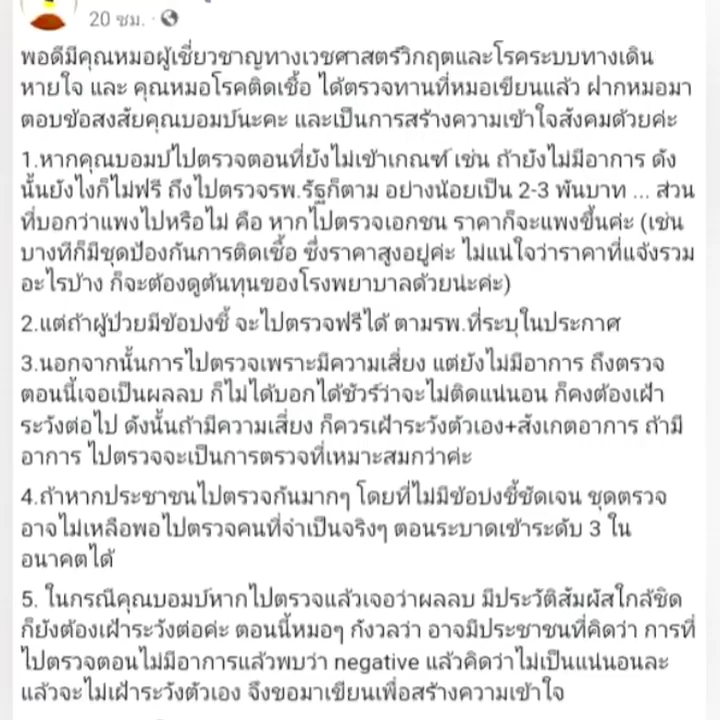 20 ชม.
พอดีมีคุณหมอผู้เชี่ยวชาญทางเวชศาสตร์วิกฤตและโรคระบบทางเดิน
หายใจ และ คุณหมอโรคติดเชื้อ ได้ตรวจทานที่หมอเขียนแล้ว ฝากหมอมา
ตอบข้อสงสัยคุณบอมบ์นะคะ และเป็นการสร้างความเข้าใจสังคมด้วยค่ะ
1.หากคุณบอมบ์ไปตรวจตอนที่ยังไม่เข้าเกณฑ์ เช่น ถ้ายังไม่มีอาการ ดัง
นั้นยังไงก็ไม่ฟรี ถึงไปตรวจรพ.รัฐก็ตาม อย่างน้อยเป็น 2-3 พันบาท ... ส่วน
ที่บอกว่าแพงไปหรือไม่ คือ หากไปตรวจเอกชน ราคาก็จะแพงขึ้นค่ะ (เช่น
บางทีก็มีชุดป้องกันการติดเชื้อ ซึ่งราคาสูงอยู่ค่ะ ไม่แน่ใจว่าราคาที่แจ้งรวม
อะไรบ้าง ก็จะต้องดูต้นทุนของโรงพยาบาลด้วยน่ะค่ะ)
2.แต่ถ้าผู้ป่วยมีข้อบ่งชี้ จะไปตรวจฟรีได้ ตามรพ.ที่ระบุในประกาศ
3.นอกจากนั้นการไปตรวจเพราะมีความเสี่ยง แต่ยังไม่มีอาการ ถึงตรวจ
ตอนนี้เจอเป็นผลลบ ก็ไม่ได้บอกได้ชัวร์ว่าจะไม่ติดแน่นอน ก็คงต้องเฝ้า
ระวังต่อไป ดังนั้นถ้ามีความเสี่ยง ก็ควรเฝ้าระวังตัวเอง+สังเกตอาการ ถ้ามี
อาการ ไปตรวจจะเป็นการตรวจที่เหมาะสมกว่าค่ะ
4.ถ้าหากประชาชนไปตรวจกันมากๆ โดยที่ไม่มีข้อบ่งชี้ชัดเจน ชุดตรวจ
อาจไม่เหลือพอไปตรวจคนที่จำเป็นจริงๆ ตอนระบาดเข้าระดับ 3 ใน
อนาคตได้
5. ในกรณีคุณบอมบ์หากไปตรวจแล้วเจอว่าผลลบ มีประวัติสัมผัสใกล้ชิด
ก็ยังต้องเฝ้าระวังต่อค่ะ ตอนนี้หมอๆ กังวลว่า อาจมีประชาชนที่คิดว่า การที่
ไปตรวจตอนไม่มีอาการแล้วพบว่า negative แล้วคิดว่าไม่เป็นแน่นอนละ
แล้วจะไม่เฝ้าระวังตัวเอง จึงขอมาเขียนเพื่อสร้างความเข้าใจ